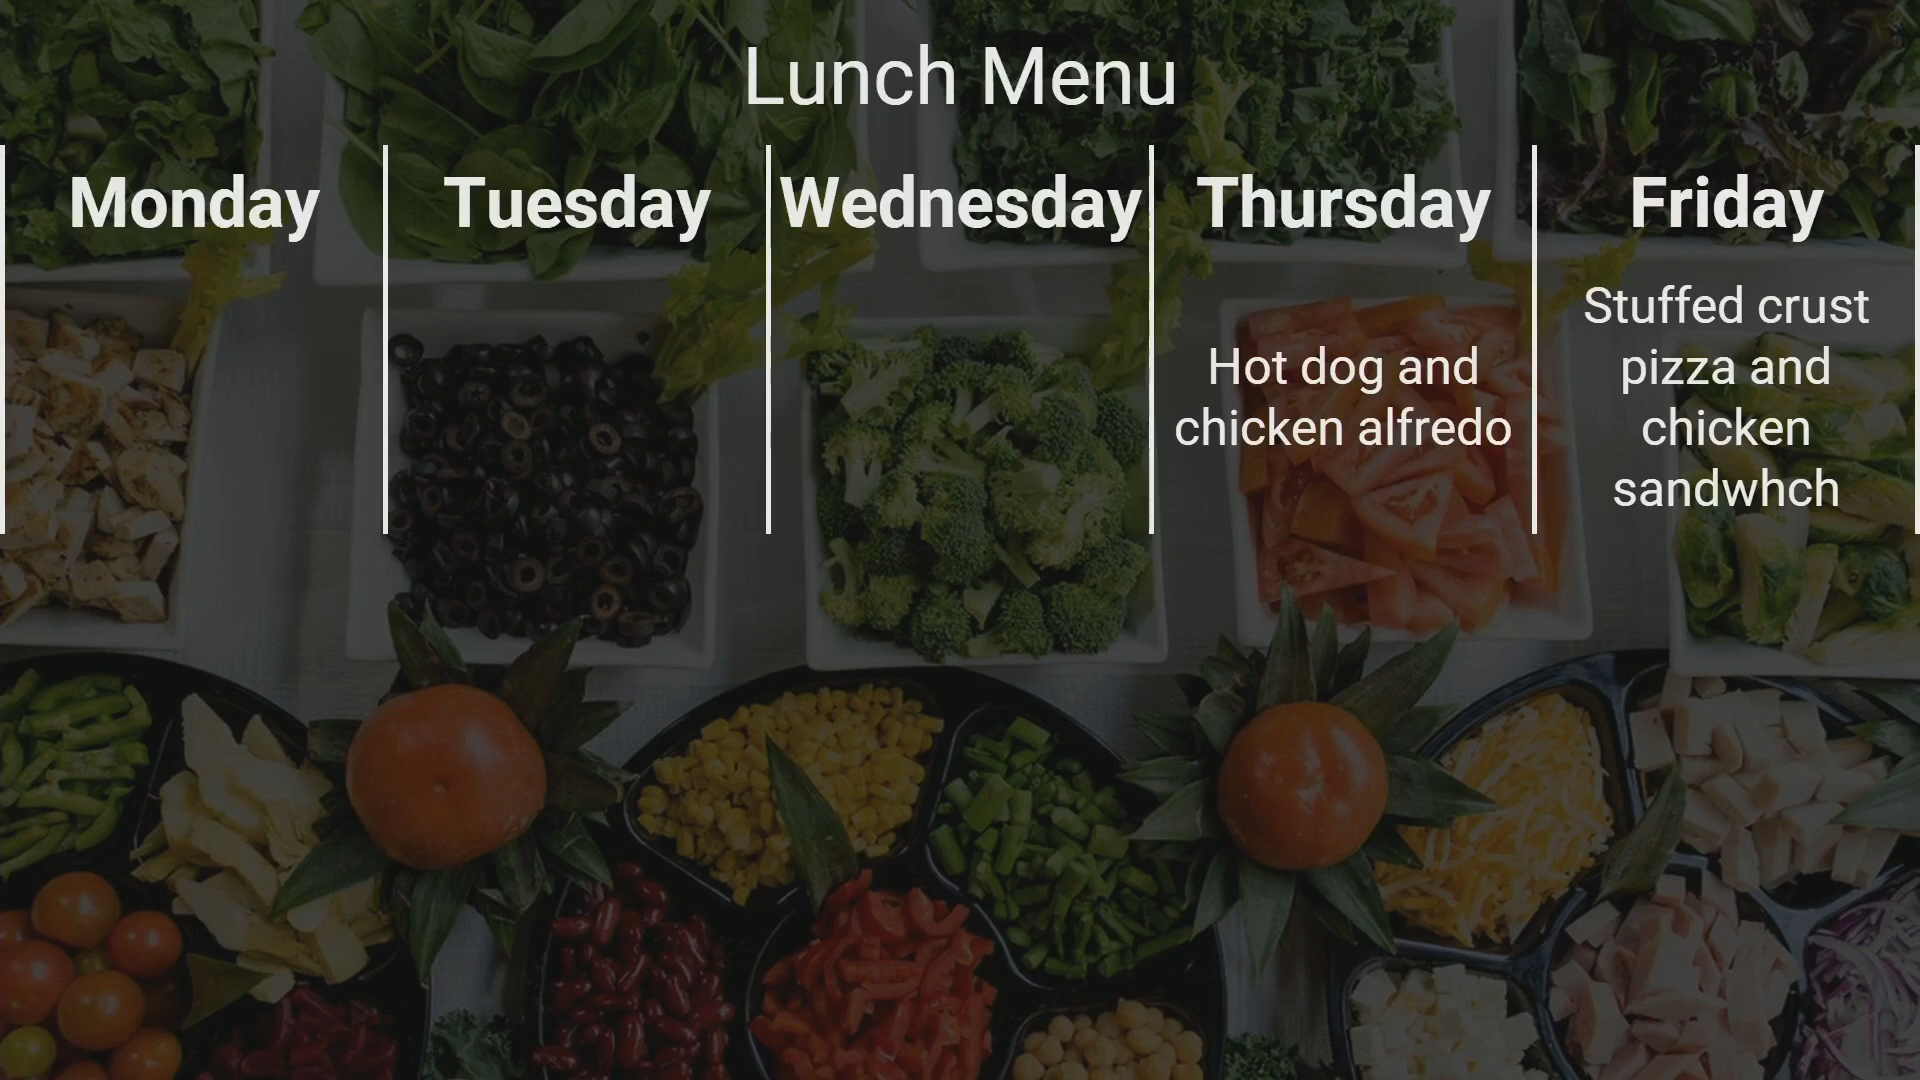 Lunch Menu
Monday
Tuesday
Wednesday
Thursday
Friday
Hot dog and
chicken alfredo
Stuffed crust
pizza and
chicken
sandwhch